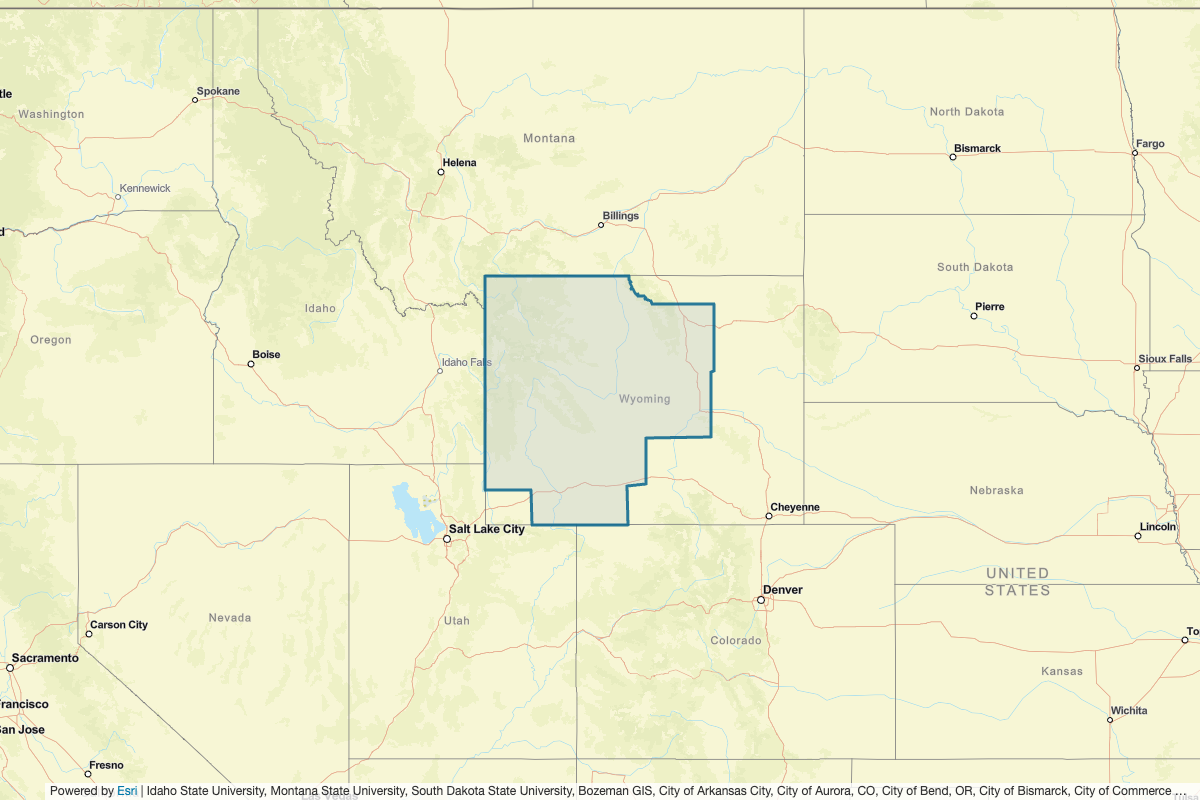 Spokane
tle
Washington
North Dakota
Montana
Fargo
Bismarck
Helena
Kennewick
Billings
d
South Dakota
Idaho
Pierre
Oregon
Boise
Idaho Falls
Sioux Falls
Wyoming
Nebraska
Cheyenne
Salt Lake City
Lincoln
UNITED
STATES
Denver
Nevada
Utah
Carson City
To
Colorado
Sacramento
Kansas
Francisco
Wichita
San Jose
Fresno
Powered by Esri | Idaho State University, Montana State University, South Dakota State University, Bozeman GIS, City of Arkansas City, City of Aurora, CO, City of Bend, OR, City of Bismarck, City of Commerce ...